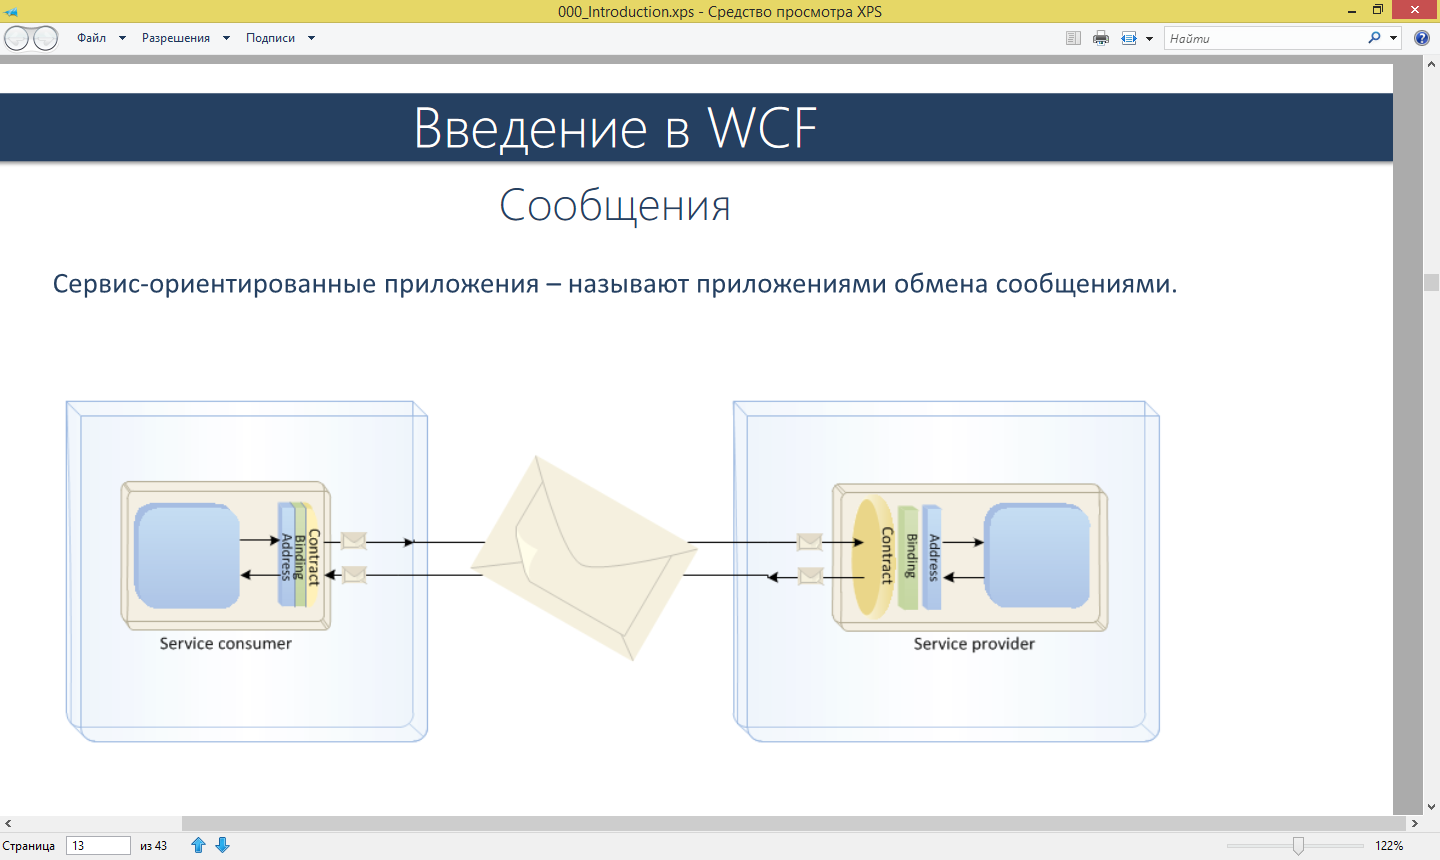 000_Introduction.xps - Средство просмотра XPS
Файл Разрешения Подписи Найти
Введение в WCF
Сообщения
Сервис-ориентированные приложения – называют приложениями обмена сообщениями.
Address
Binding
Contract
Service consumer
Contract
Binding
Address
Service provider
Страница 13 из 43 122%